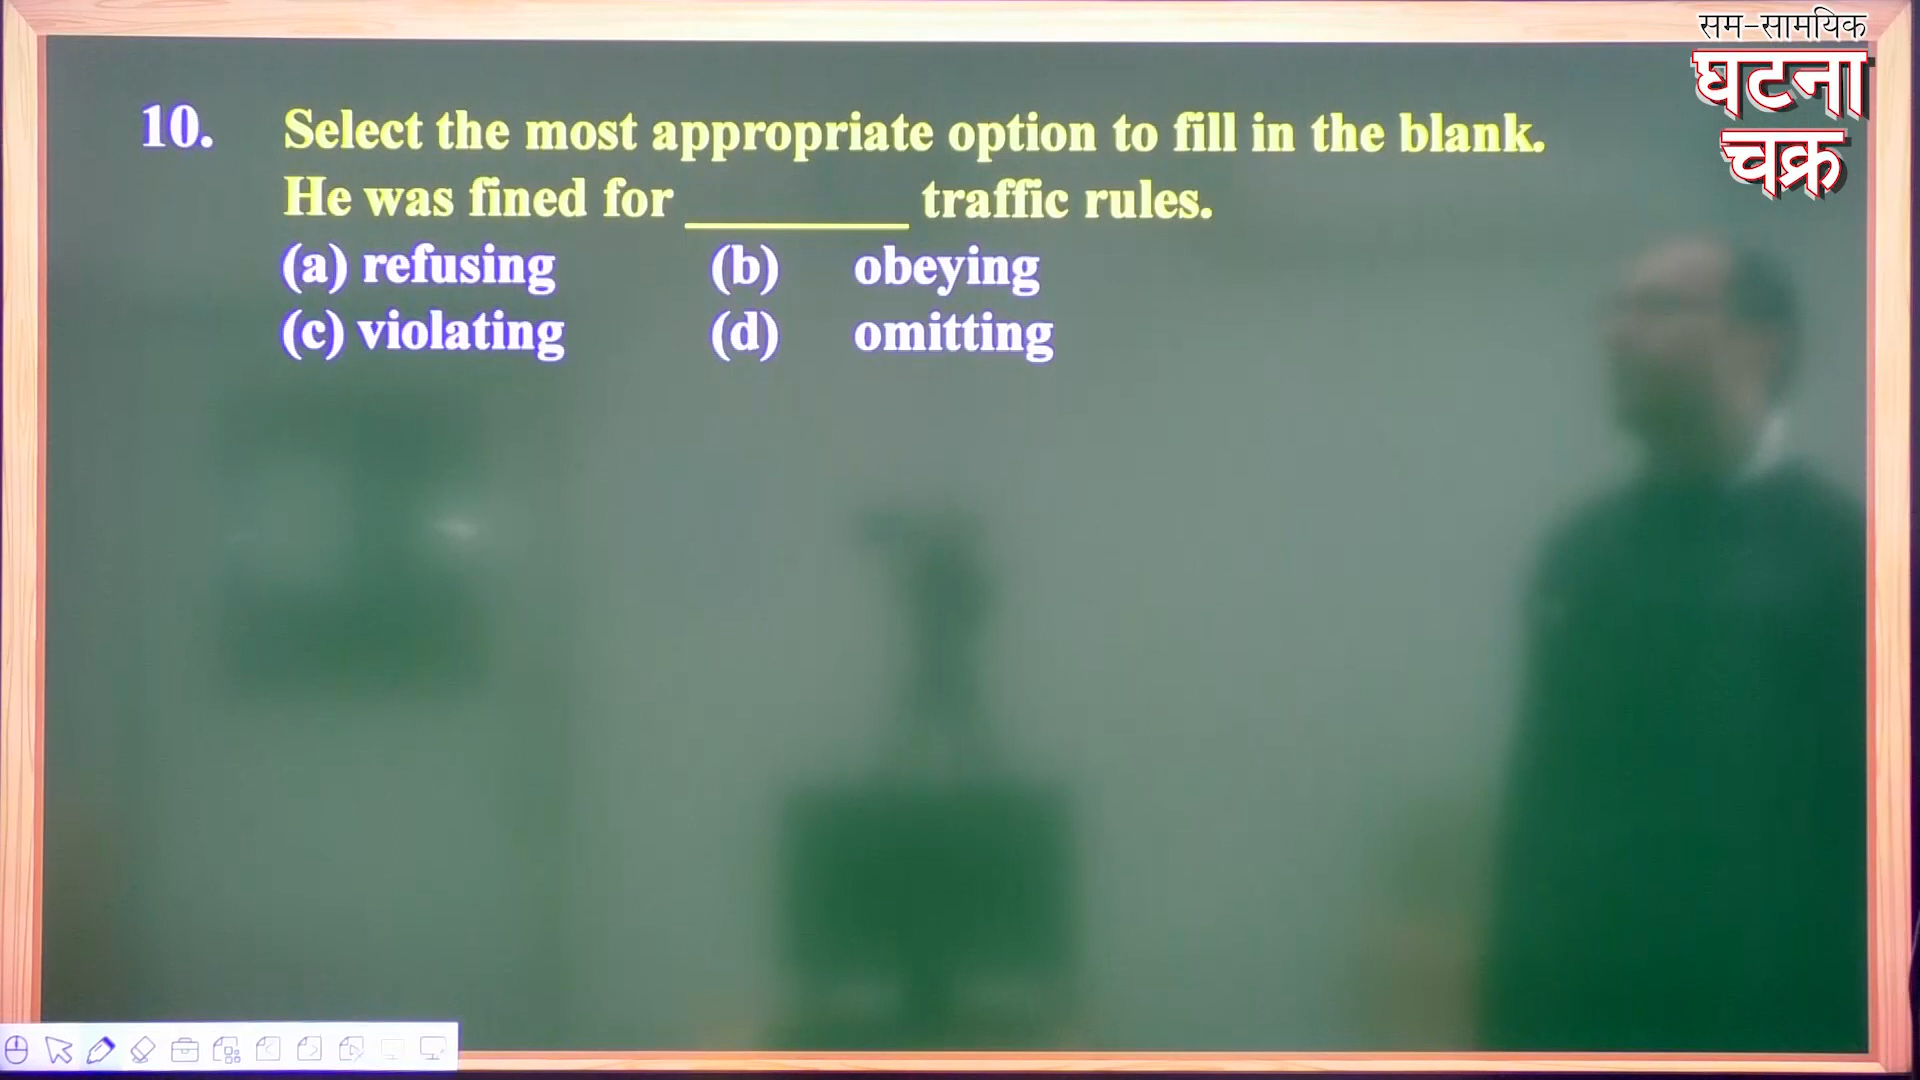 सम-सामयिक
घटना
चक्र
10. Select the most appropriate option to fill in the blank.
He was fined for ________ traffic rules.
(a) refusing (b) obeying
(c) violating (d) omitting